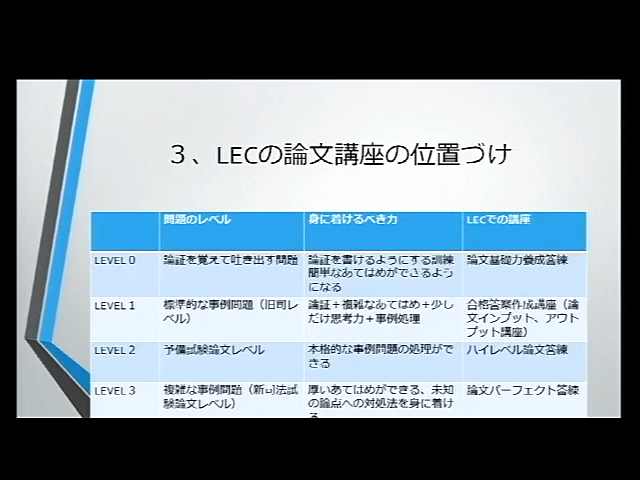 ３、LECの論文講座の位置づけ
問題のレベル
身に着けるべき力
LECでの講座
LEVEL 0
論証を覚えて吐き出す問題
論証を書けるようにする訓練
簡単なあてはめができるよう
になる
論文基礎力養成答練
LEVEL 1
標準的な事例問題（旧司レ
ベル）
論証＋複雑なあてはめ＋少し
だけ思考力＋事例処理
合格答案作成講座（論
文インプット、アウト
プット講座）
LEVEL 2
予備試験論文レベル
本格的な事例問題の処理がで
きる
ハイレベル論文答練
LEVEL 3
複雑な事例問題（新司法試
験論文レベル）
厚いあてはめができる、未知
の論点への対処法を身に着け
る
論文パーフェクト答練